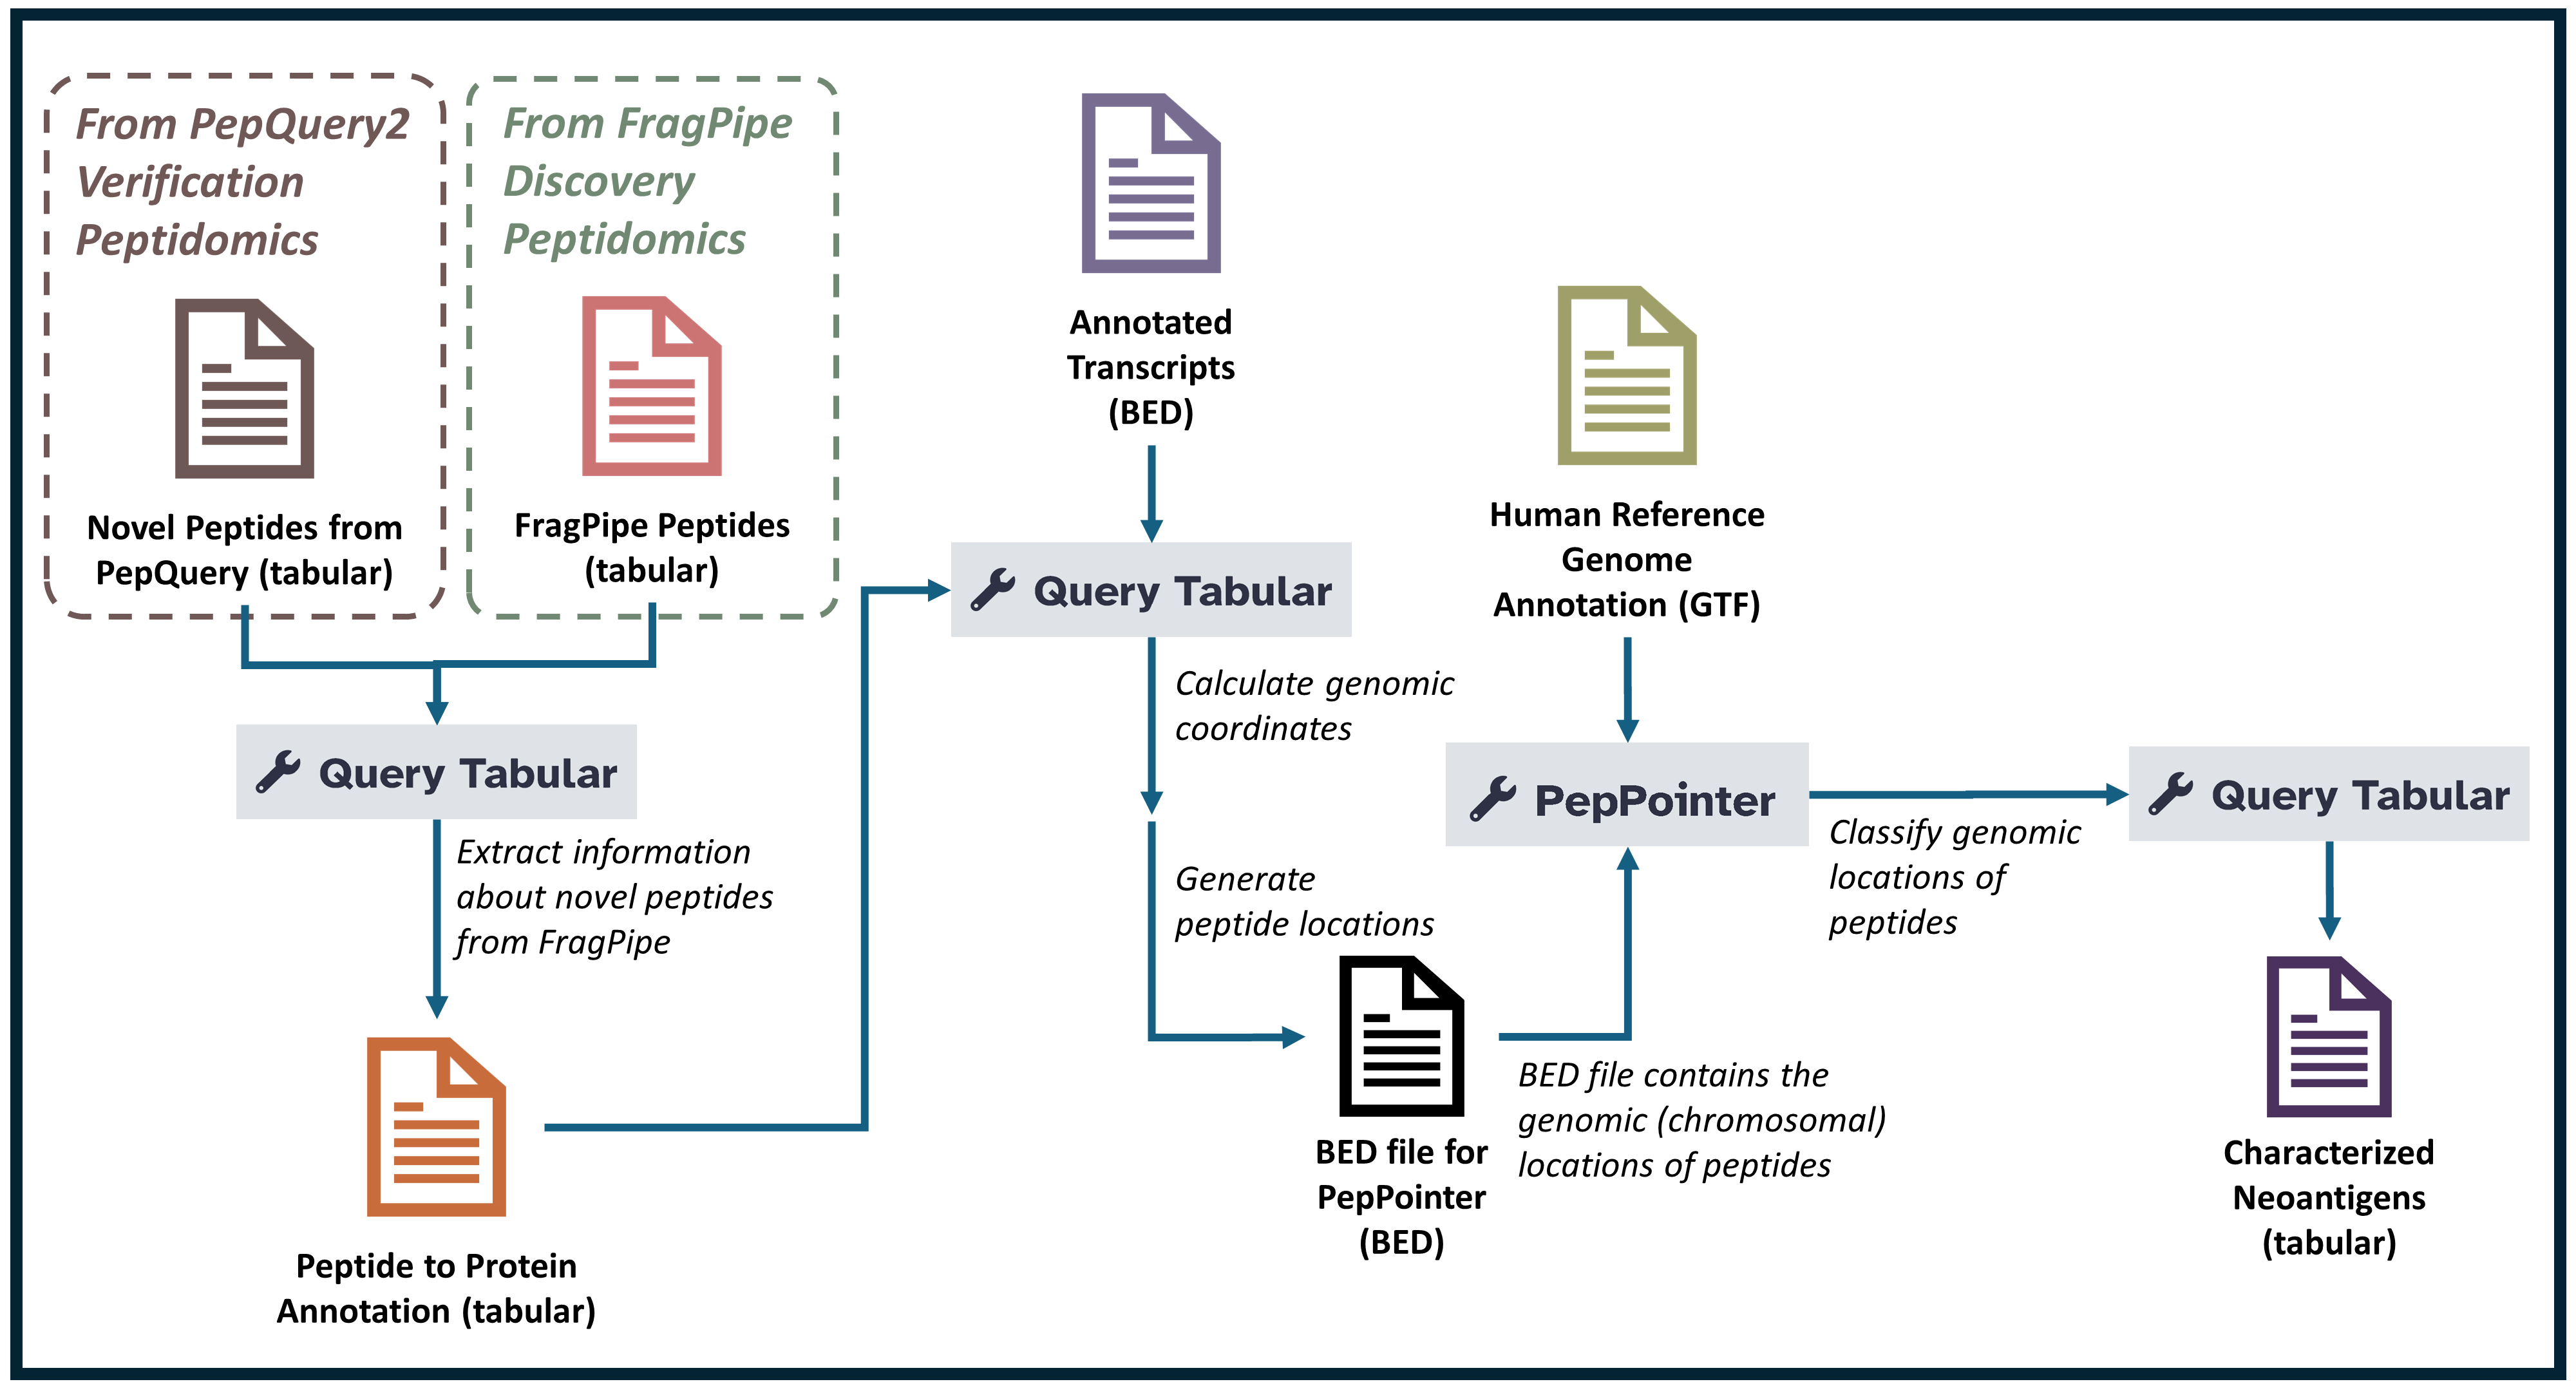 From PepQuery2
Verification
Peptidomics
Novel Peptides from
PepQuery (tabular)
From FragPipe
Discovery
Peptidomics
FragPipe Peptides
(tabular)
Query Tabular
Extract information
about novel peptides
from FragPipe
Peptide to Protein
Annotation (tabular)
Annotated
Transcripts
(BED)
Query Tabular
Calculate genomic
coordinates
Generate
peptide locations
BED file for
PepPointer
(BED)
BED file contains the
genomic (chromosomal)
locations of peptides
Human Reference
Genome
Annotation (GTF)
PepPointer
Classify genomic
locations of
peptides
Query Tabular
Characterized
Neoantigens
(tabular)